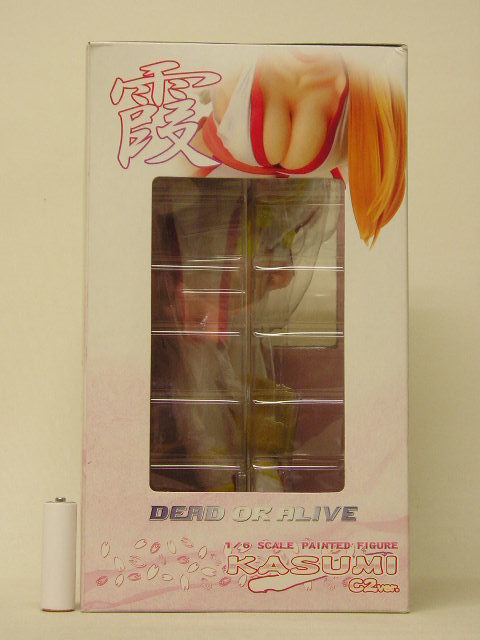 霞
DEAD OR ALIVE
1/6 SCALE PAINTED FIGURE
KASUMI
C2ver.